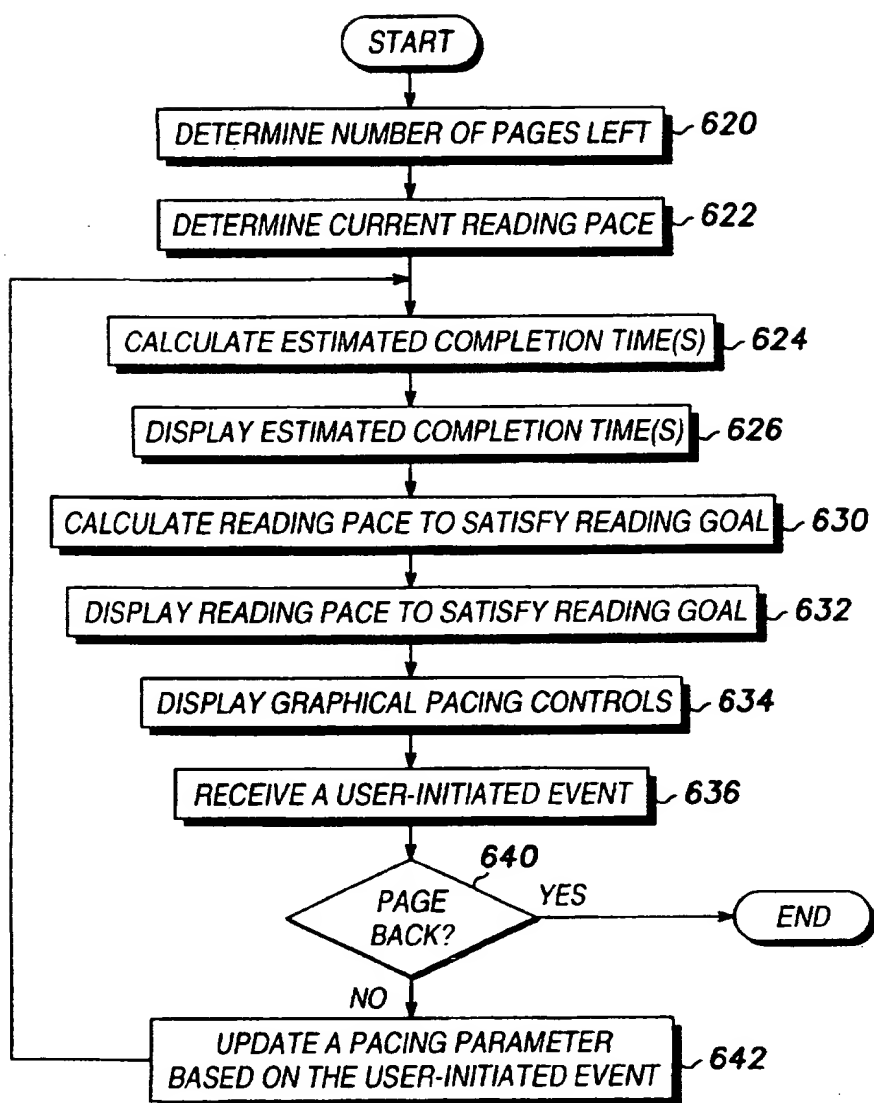 START
DETERMINE NUMBER OF PAGES LEFT 620
DETERMINE CURRENT READING PACE 622
CALCULATE ESTIMATED COMPLETION TIME(S) 624
DISPLAY ESTIMATED COMPLETION TIME(S) 626
CALCULATE READING PACE TO SATISFY READING GOAL 630
DISPLAY READING PACE TO SATISFY READING GOAL 632
DISPLAY GRAPHICAL PACING CONTROLS 634
RECEIVE A USER-INITIATED EVENT 636
640
PAGE
BACK?
YES
END
NO
UPDATE A PACING PARAMETER
BASED ON THE USER-INITIATED EVENT 642